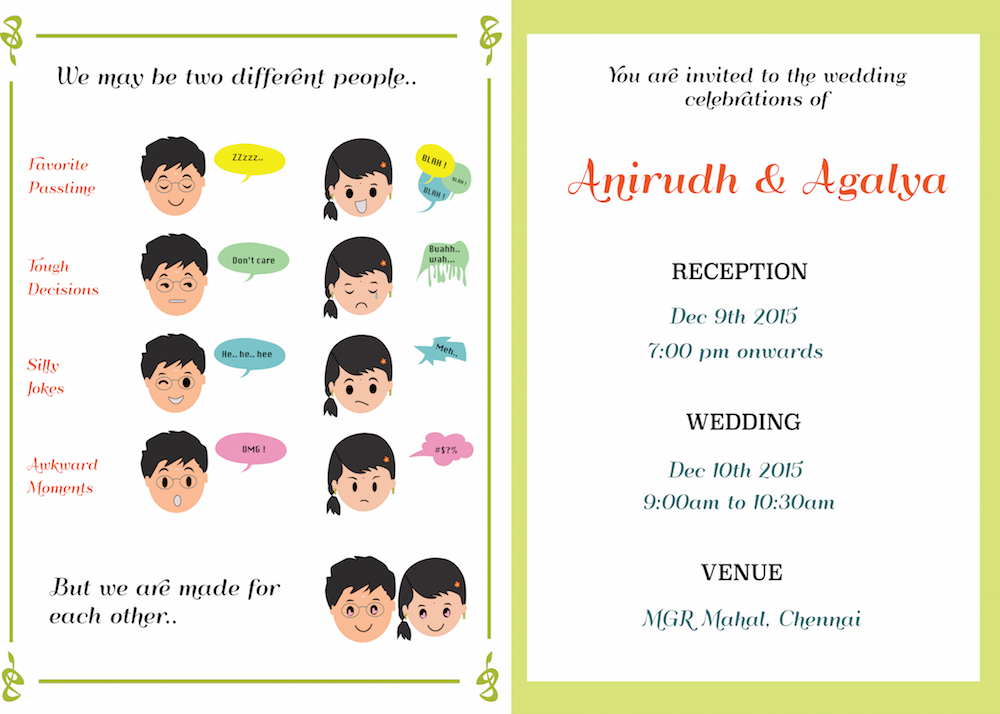 We may be two different people..
Favorite
Passtime
ZZzzz..
BLAH !
BLAH !
BLAH !
Tough
Decisions
Don't care
Buahh..
wah...
Silly
Jokes
He.. he.. hee
Meh..
Awkward
Moments
OMG !
#$?%
But we are made for
each other..
You are invited to the wedding
celebrations of
Anirudh & Agalya
RECEPTION
Dec 9th 2015
7:00 pm onwards
WEDDING
Dec 10th 2015
9:00am to 10:30am
VENUE
MGR Mahal, Chennai